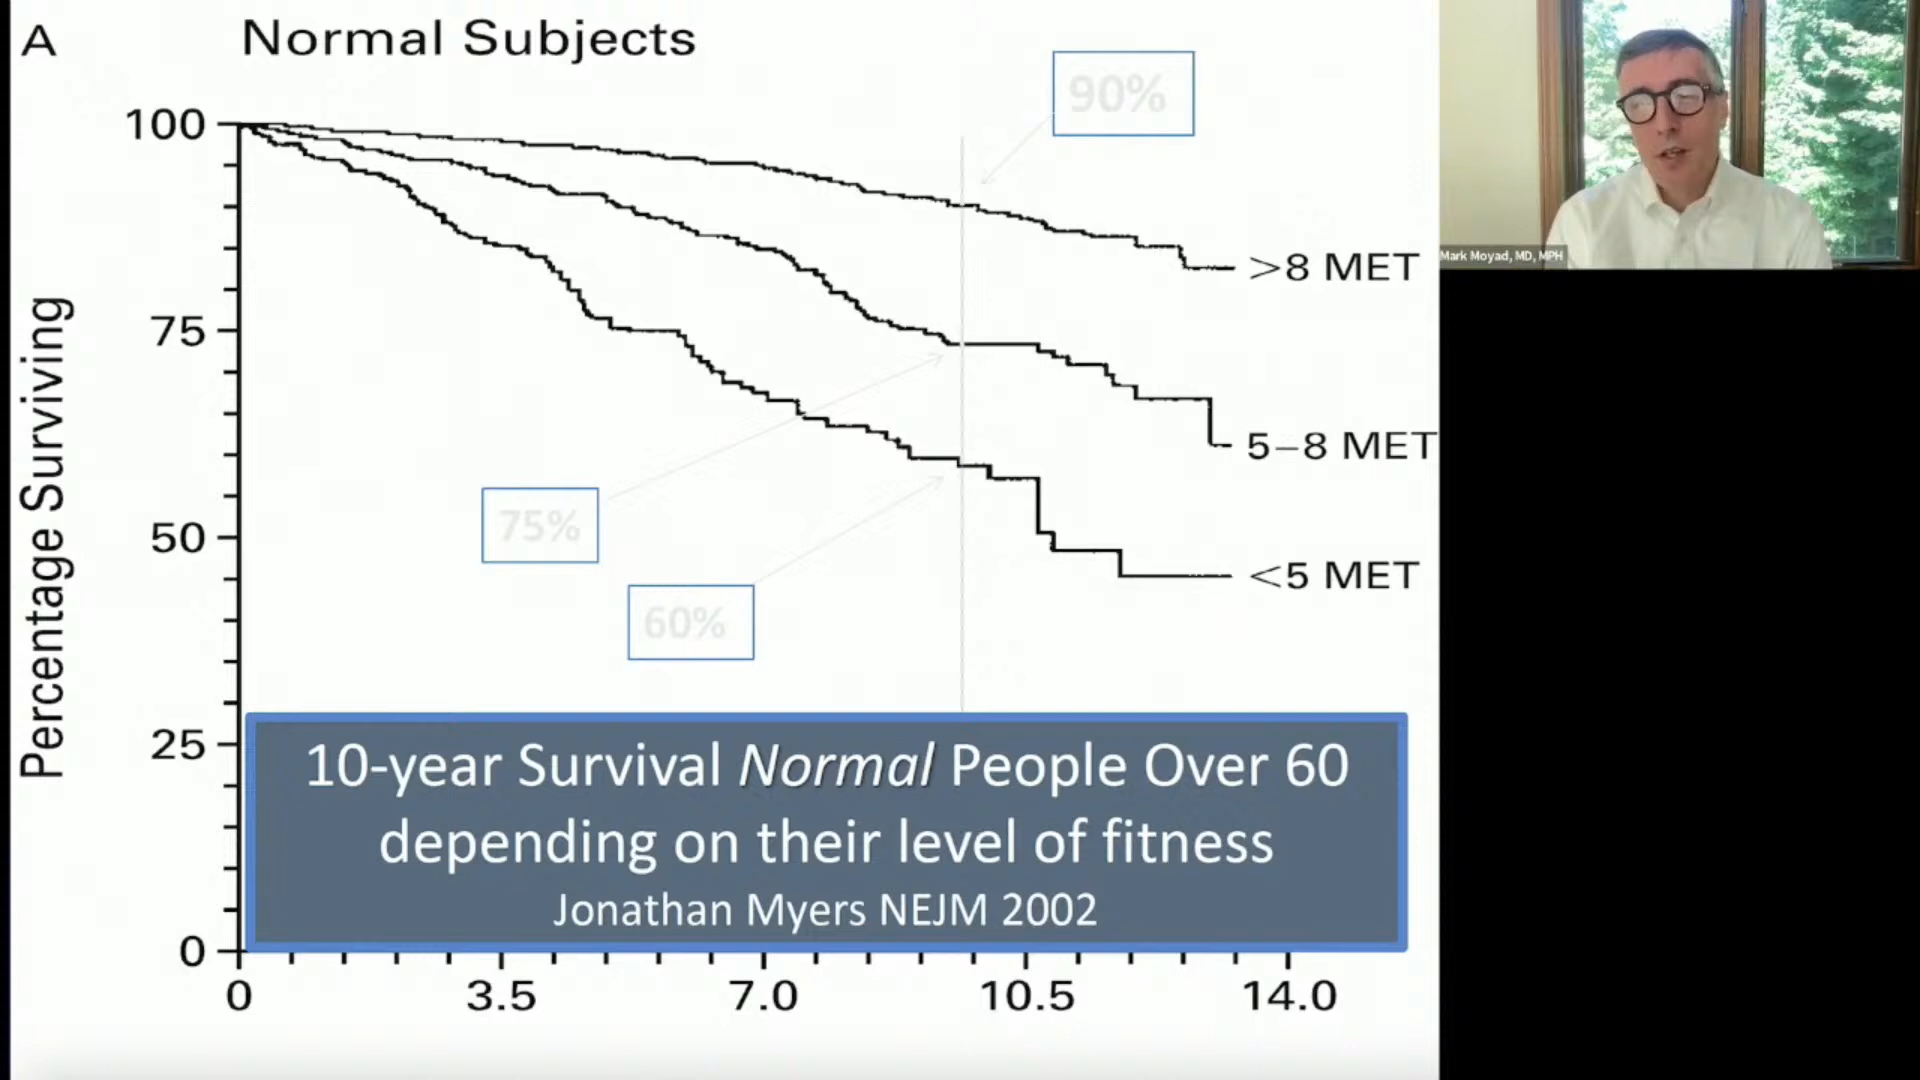 A
Normal Subjects
90%
100
>8 MET
75
5–8 MET
75%
50
<5 MET
60%
25
0
Percentage Surviving
10-year Survival Normal People Over 60
depending on their level of fitness
Jonathan Myers NEJM 2002
0 3.5 7.0 10.5 14.0
Mark Moyad, MD, MPH